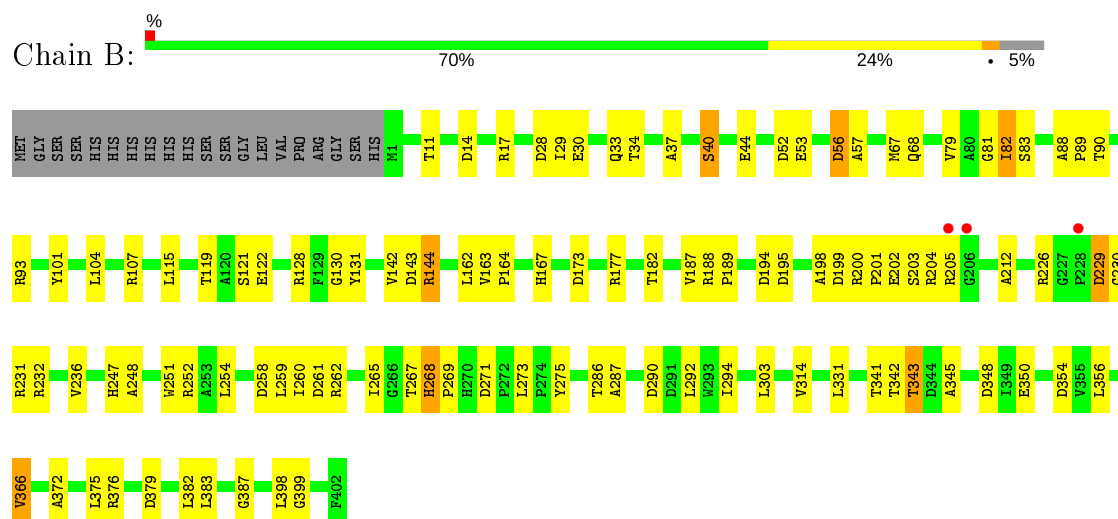 %
Chain B:
70% 24% • 5%
MET GLY SER SER HIS HIS HIS HIS HIS HIS SER SER GLY LEU VAL PRO ARG GLY SER HIS M1 T11 D14 R17 D28 I29 E30 Q33 T34 A37 S40 E44 D52 E53 D56 A57 M67 Q68 V79 A80 G81 I82 S83 A88 P89 T90
R93 Y101 L104 R107 L115 T119 A120 S121 E122 R128 F129 G130 Y131 V142 D143 R144 L162 V163 P164 H167 D173 R177 T182 V187 R188 P189 D194 D195 A198 D199 R200 P201 E202 S203 R204 R205 G206 A212 R226 G227 P228 D229 G230
R231 R232 V236 H247 A248 W251 R252 A253 L254 D258 L259 I260 D261 R262 I265 G266 T267 H268 P269 H270 D271 P272 L273 P274 Y275 T286 A287 D290 D291 L292 W293 I294 L303 V314 L331 T341 T342 T343 D344 A345 D348 I349 E350 D354 V355 L356
V366 A372 L375 R376 D379 L382 L383 G387 L398 G399 F402